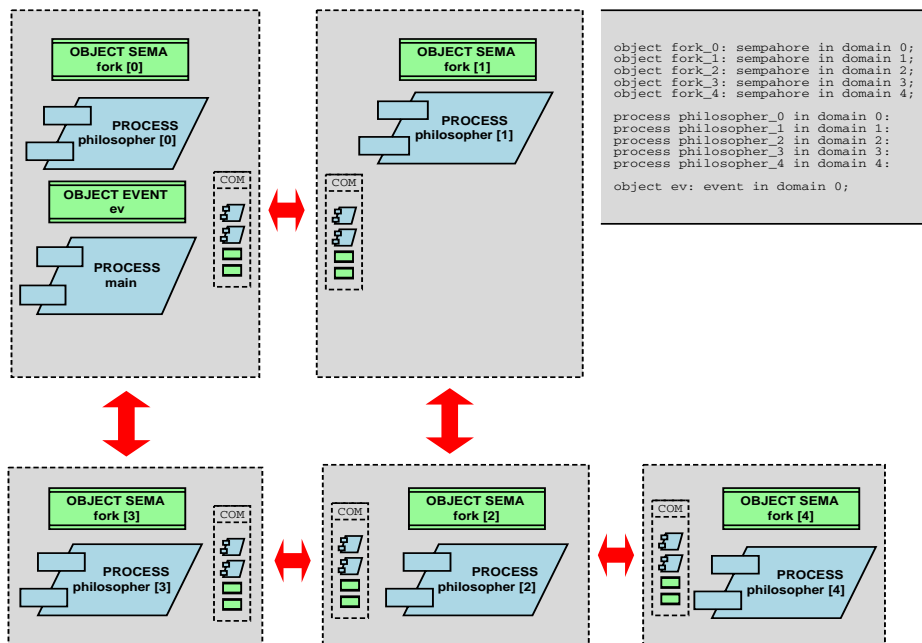 OBJECT SEMA
fork [0]
PROCESS
philosopher [0]
OBJECT EVENT
ev
PROCESS
main
COM
OBJECT SEMA
fork [1]
PROCESS
philosopher [1]
COM
object fork_0: sempahore in domain 0;
object fork_1: sempahore in domain 1;
object fork_2: sempahore in domain 2;
object fork_3: sempahore in domain 3;
object fork_4: sempahore in domain 4;
process philosopher_0 in domain 0:
process philosopher_1 in domain 1:
process philosopher_2 in domain 2:
process philosopher_3 in domain 3:
process philosopher_4 in domain 4:
object ev: event in domain 0;
OBJECT SEMA
fork [3]
PROCESS
philosopher [3]
COM
COM
OBJECT SEMA
fork [2]
PROCESS
philosopher [2]
COM
OBJECT SEMA
fork [4]
PROCESS
philosopher [4]